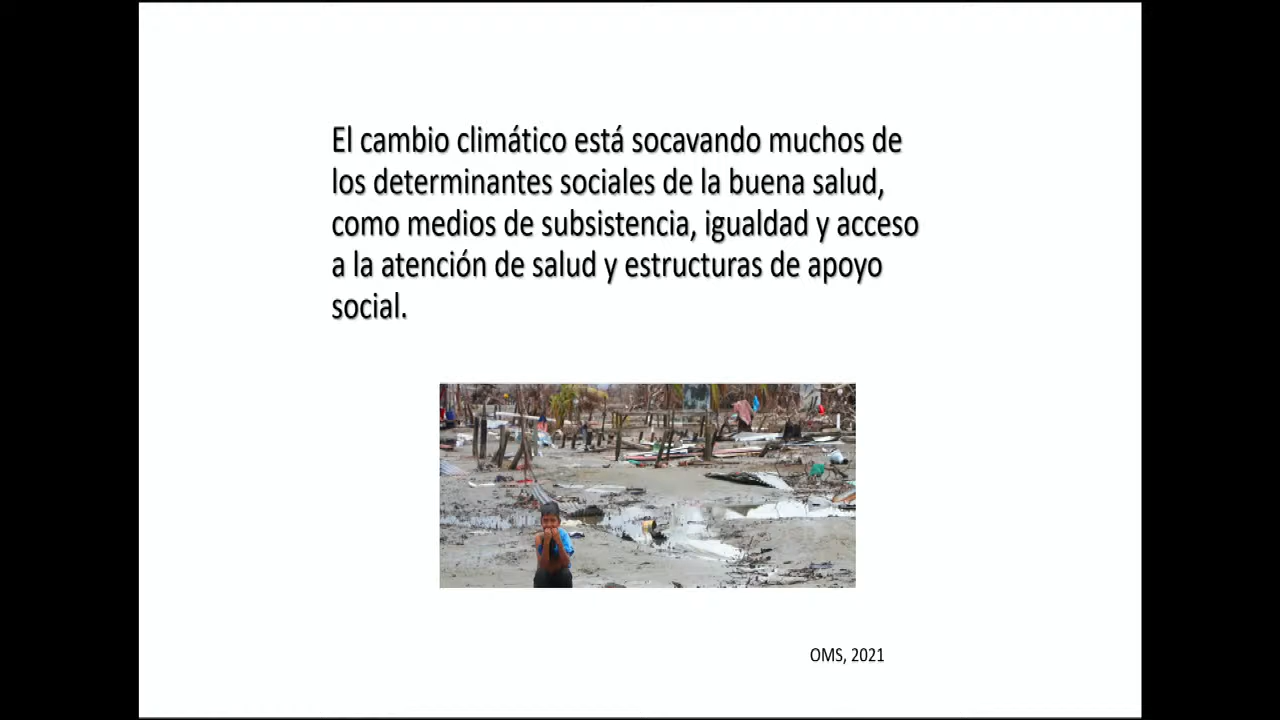 El cambio climático está socavando muchos de
los determinantes sociales de la buena salud,
como medios de subsistencia, igualdad y acceso
a la atención de salud y estructuras de apoyo
social.
OMS, 2021